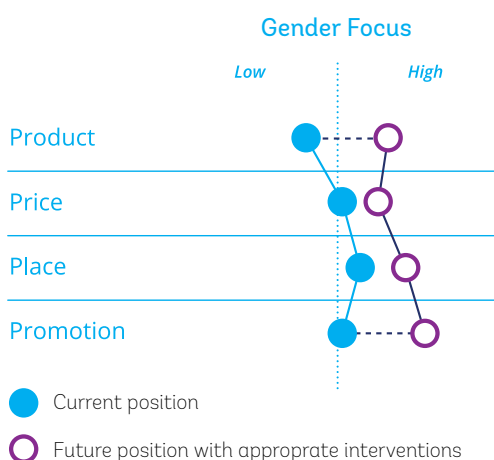 Gender Focus
Low High
Product
Price
Place
Promotion
Current position
Future position with approprate interventions